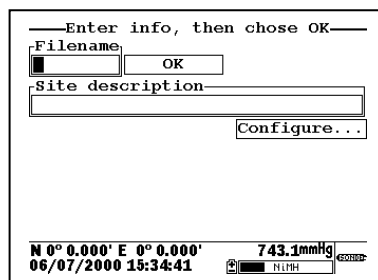 Enter info, then chose OK
Filename
OK
Site description
Configure...
N 0° 0.000' E 0° 0.000' 743.1mmHg
06/07/2000 15:34:41 NiMH